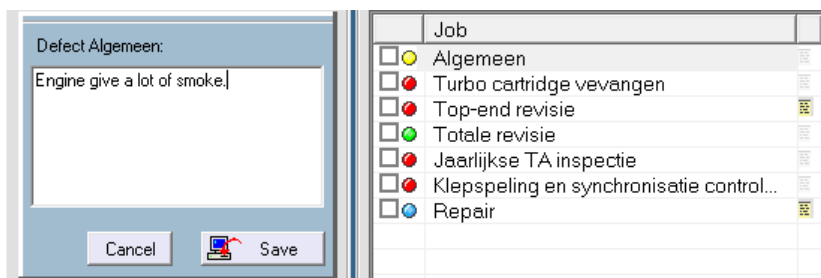 Defect Algemeen:
Engine give a lot of smoke.
Cancel
Save
Job
Algemeen
Turbo cartridge vevangen
Top-end revisie
Totale revisie
Jaarlijkse TA inspectie
Klepspeling en synchronisatie control...
Repair